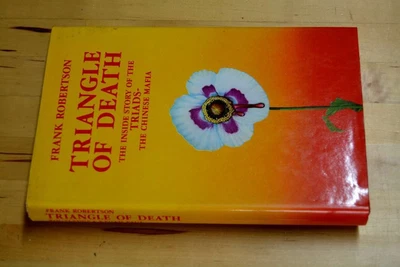 FRANK ROBERTSON
TRIANGLE
OF DEATH
THE INSIDE STORY OF THE
TRIADS-
THE CHINESE MAFIA
FRANK ROBERTSON
TRIANGLE OF DEATH